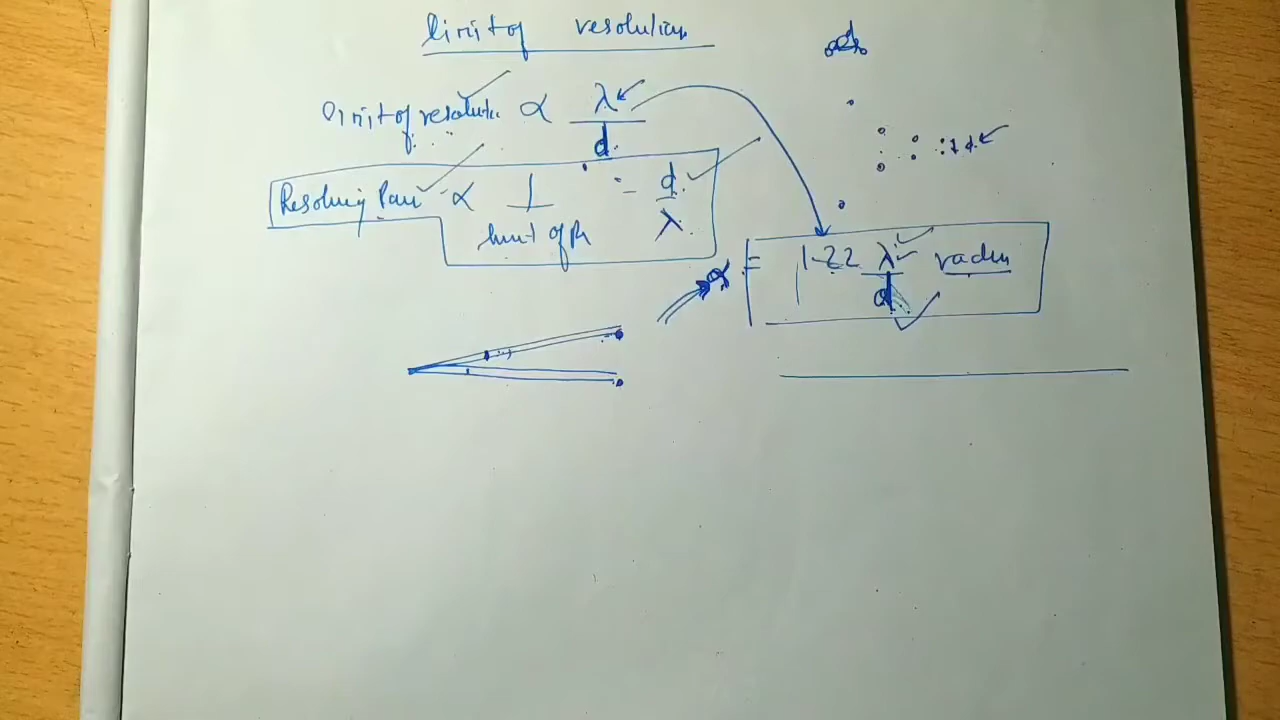 limit of resolution
limit of resolution ∝ λ/d
Resolving Power ∝ 1/limit of R = d/λ
α = 1.22 λ/d radian